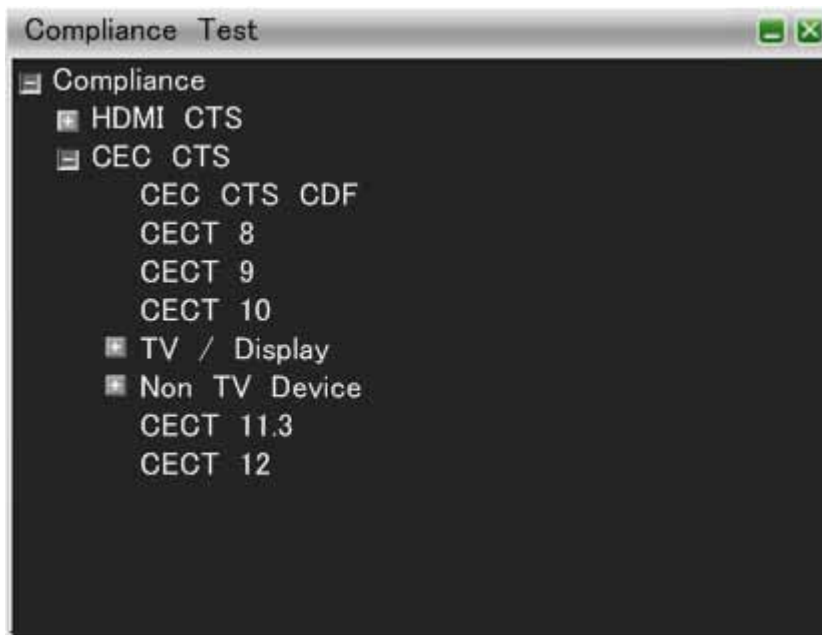 Compliance Test
Compliance
HDMI CTS
CEC CTS
CEC CTS CDF
CECT 8
CECT 9
CECT 10
TV / Display
Non TV Device
CECT 11.3
CECT 12